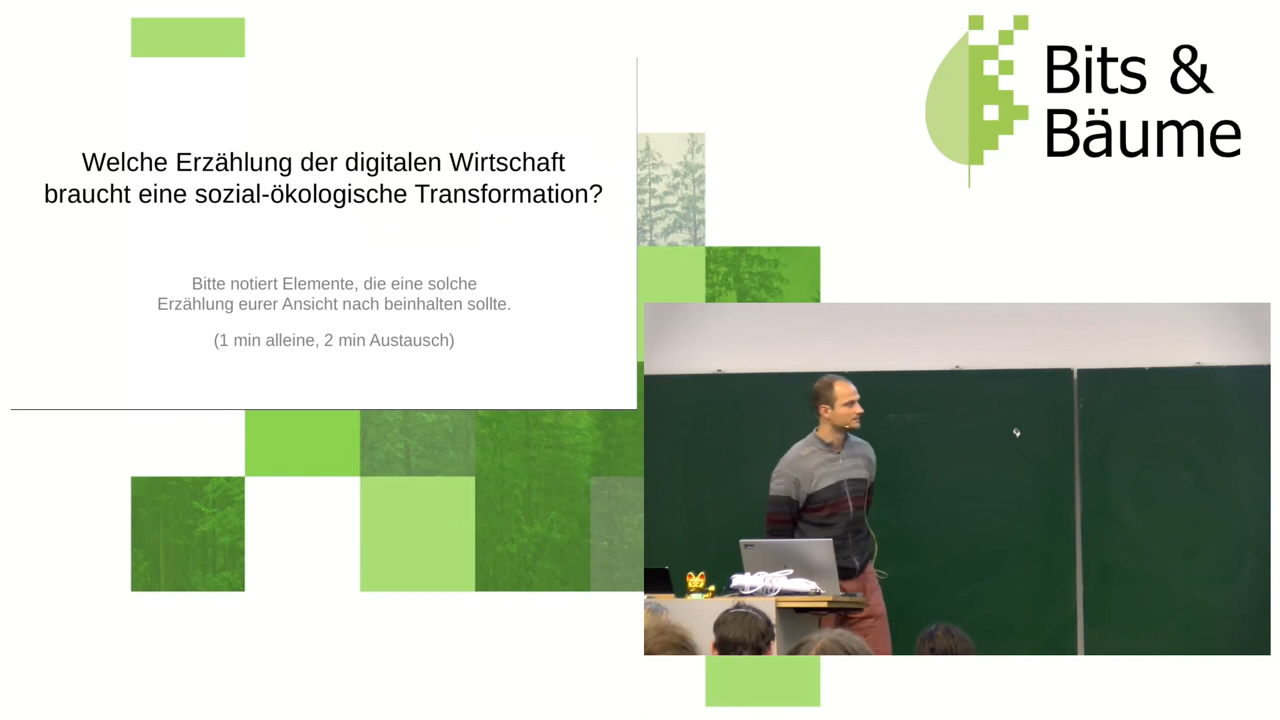 Bits &
Bäume
Welche Erzählung der digitalen Wirtschaft
braucht eine sozial-ökologische Transformation?
Bitte notiert Elemente, die eine solche
Erzählung eurer Ansicht nach beinhalten sollte.
(1 min alleine, 2 min Austausch)